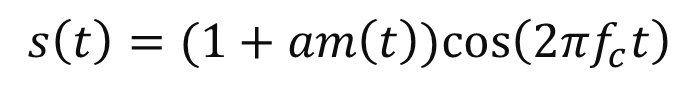 s(t) = (1 + am(t))cos(2πf_c t)